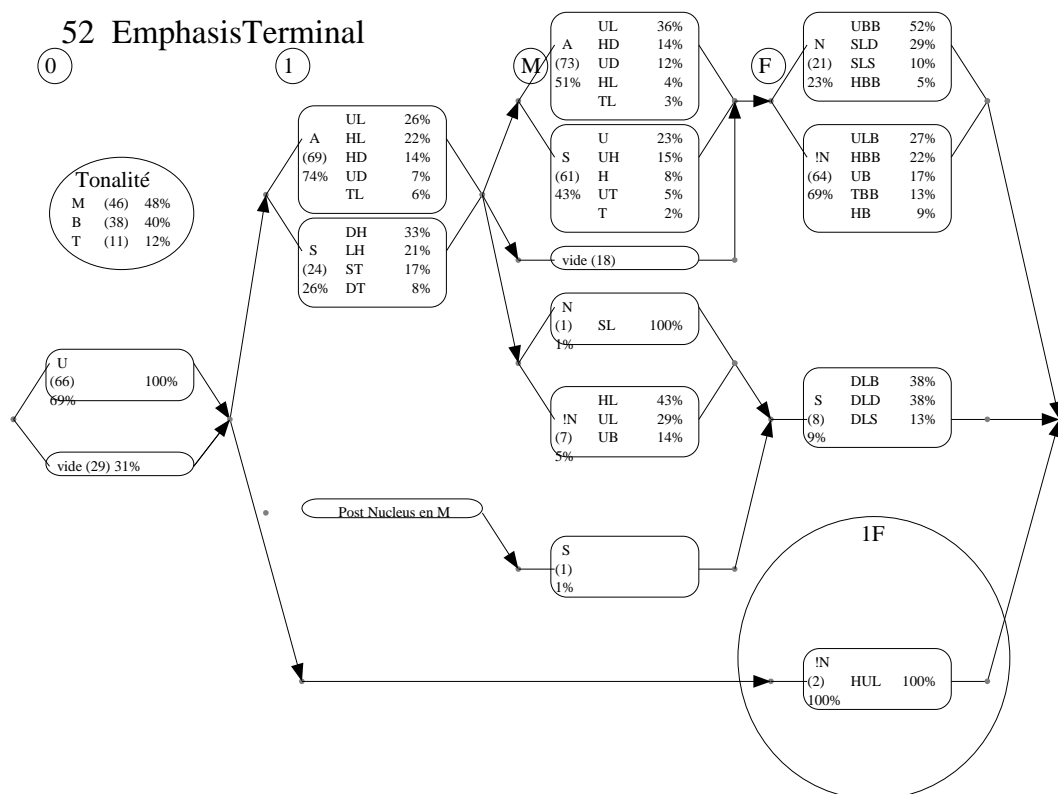 52 EmphasisTerminal
0
1
M
F
Tonalité
M (46) 48%
B (38) 40%
T (11) 12%
U
(66) 100%
69%
vide (29) 31%
UL 26%
A HL 22%
(69) HD 14%
74% UD 7%
TL 6%
DH 33%
S LH 21%
(24) ST 17%
26% DT 8%
Post Nucleus en M
UL 36%
A HD 14%
(73) UD 12%
51% HL 4%
TL 3%
U 23%
S UH 15%
(61) H 8%
43% UT 5%
T 2%
vide (18)
N
(1) SL 100%
1%
HL 43%
!N UL 29%
(7) UB 14%
5%
S
(1)
1%
UBB 52%
N SLD 29%
(21) SLS 10%
23% HBB 5%
ULB 27%
!N HBB 22%
(64) UB 17%
69% TBB 13%
HB 9%
DLB 38%
S DLD 38%
(8) DLS 13%
9%
1F
!N
(2) HUL 100%
100%